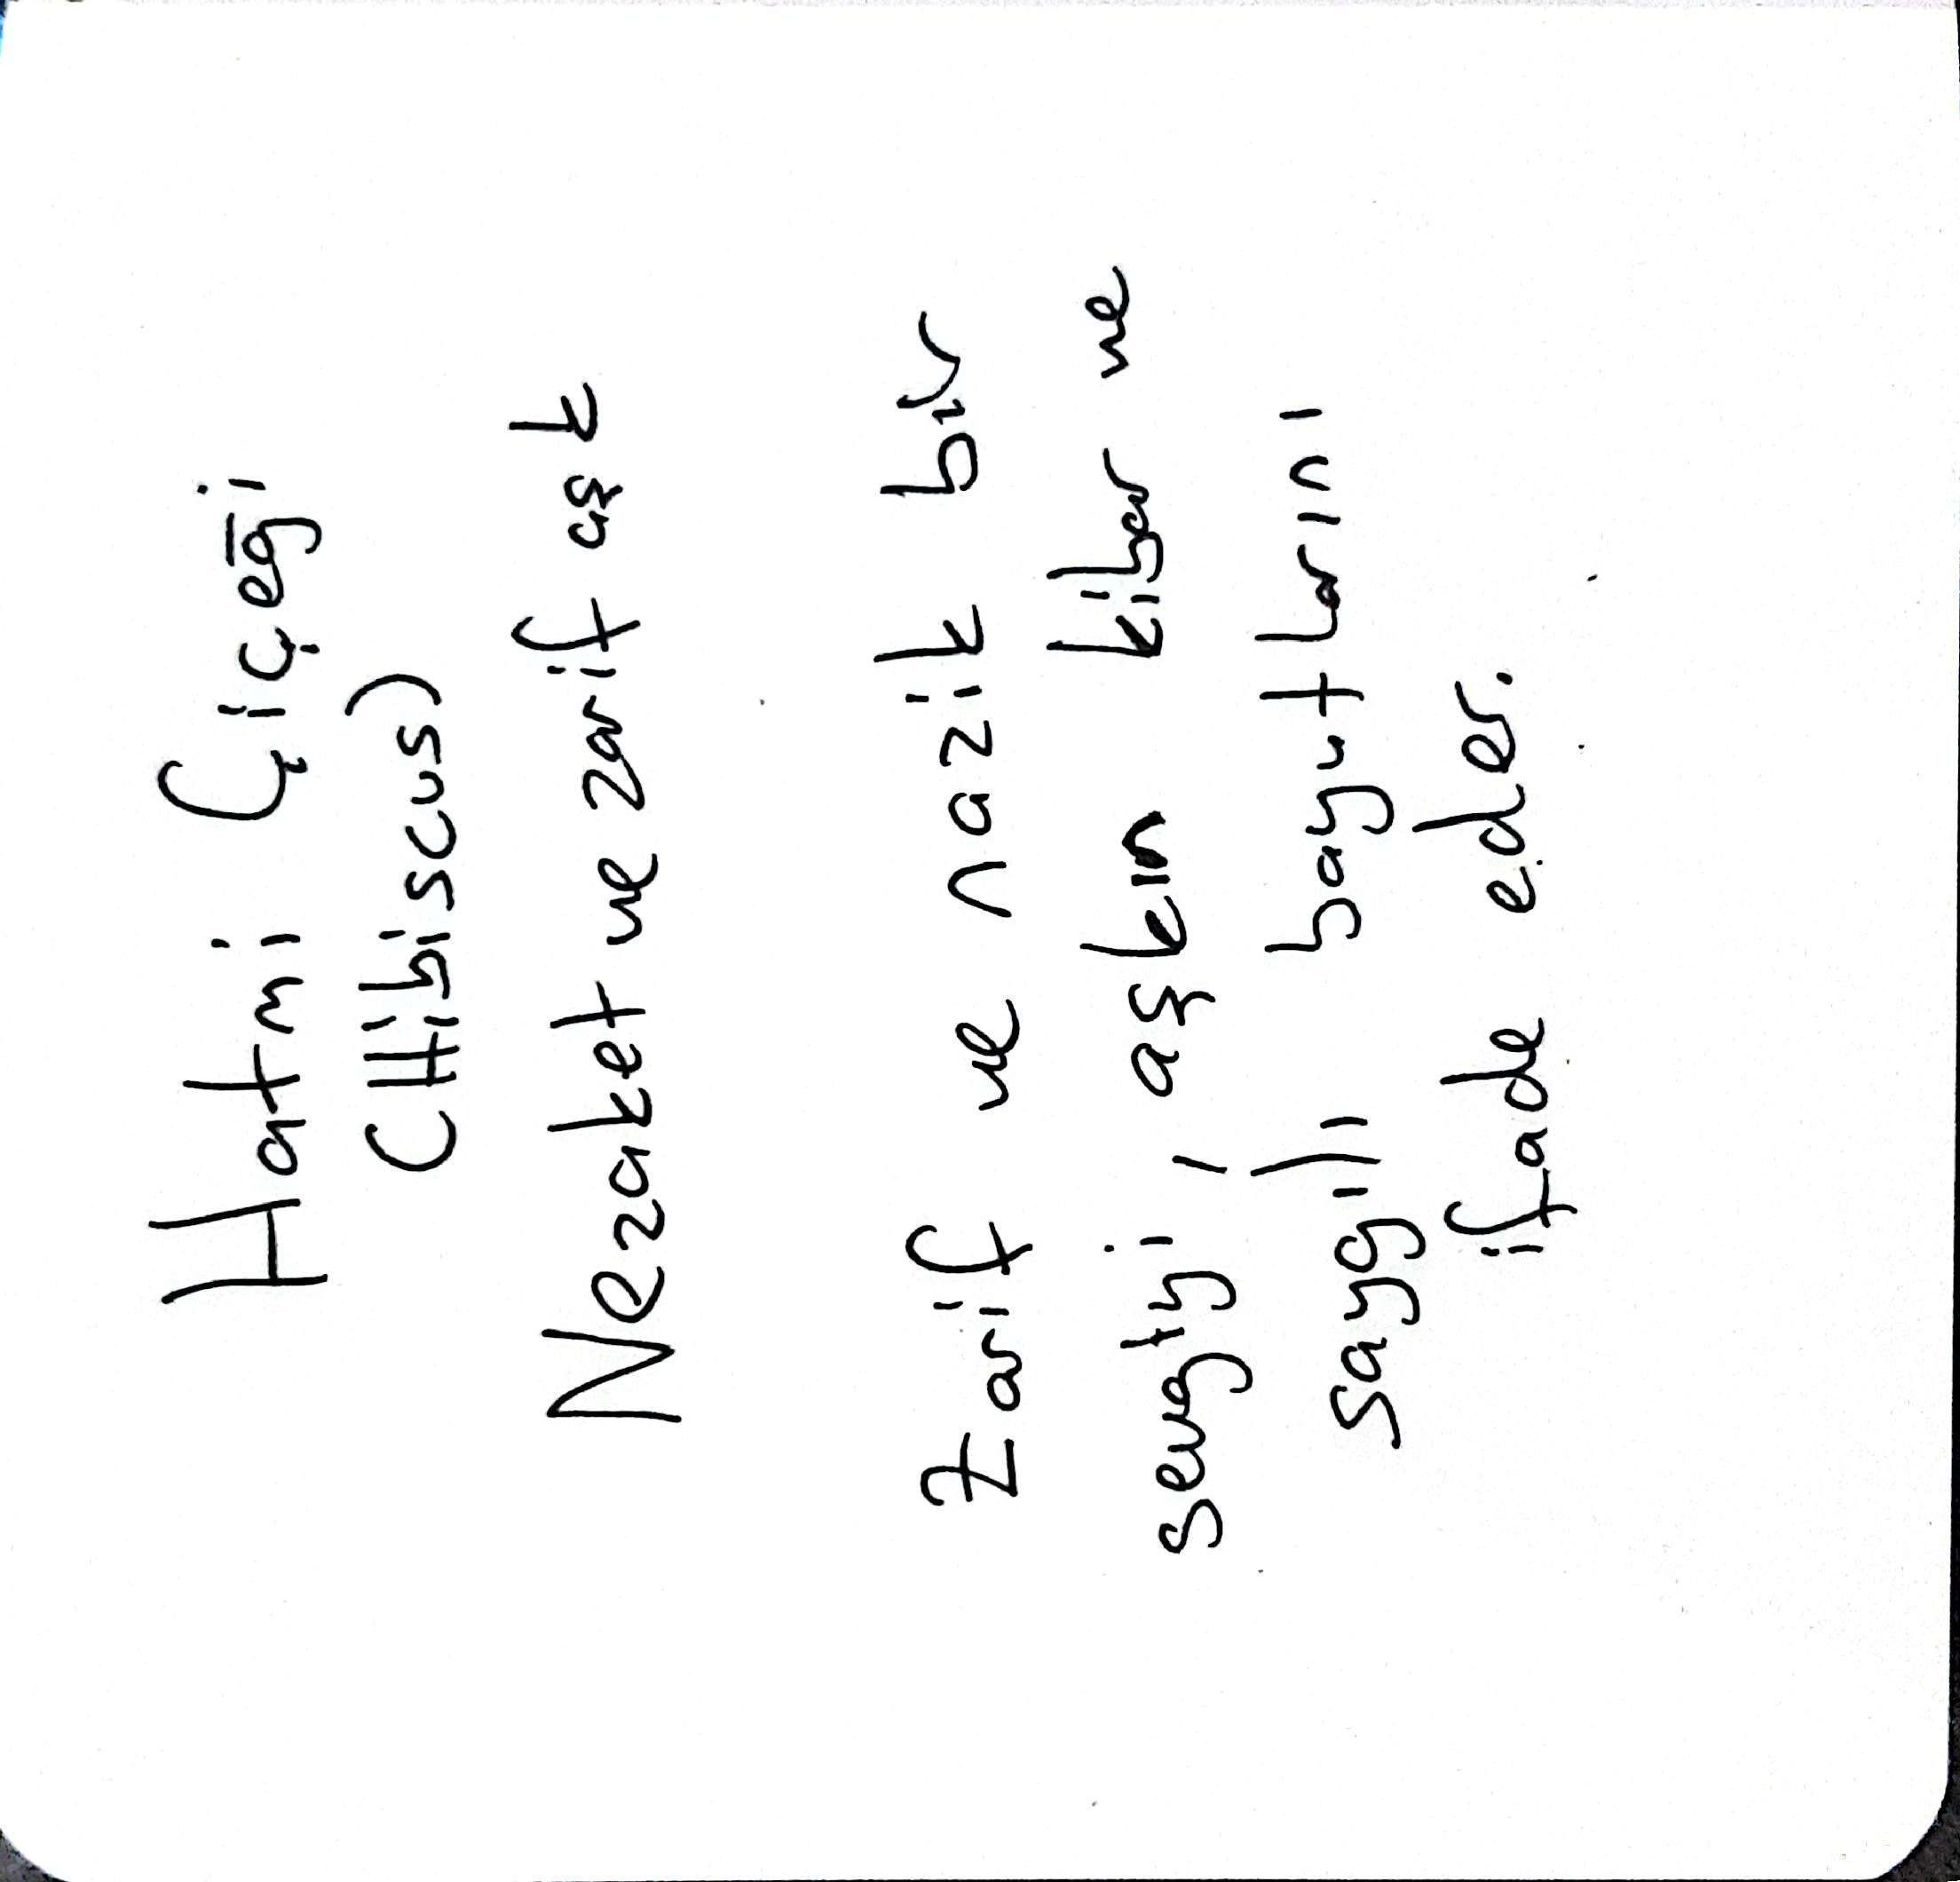 Hatmi Çiçeği
(Hibiscus)
Nezaket ve zarif aşk
Zarif ve nazik bir
sevgiyi, aşkın kibar ve
saygılı boyutlarını
ifade eder.